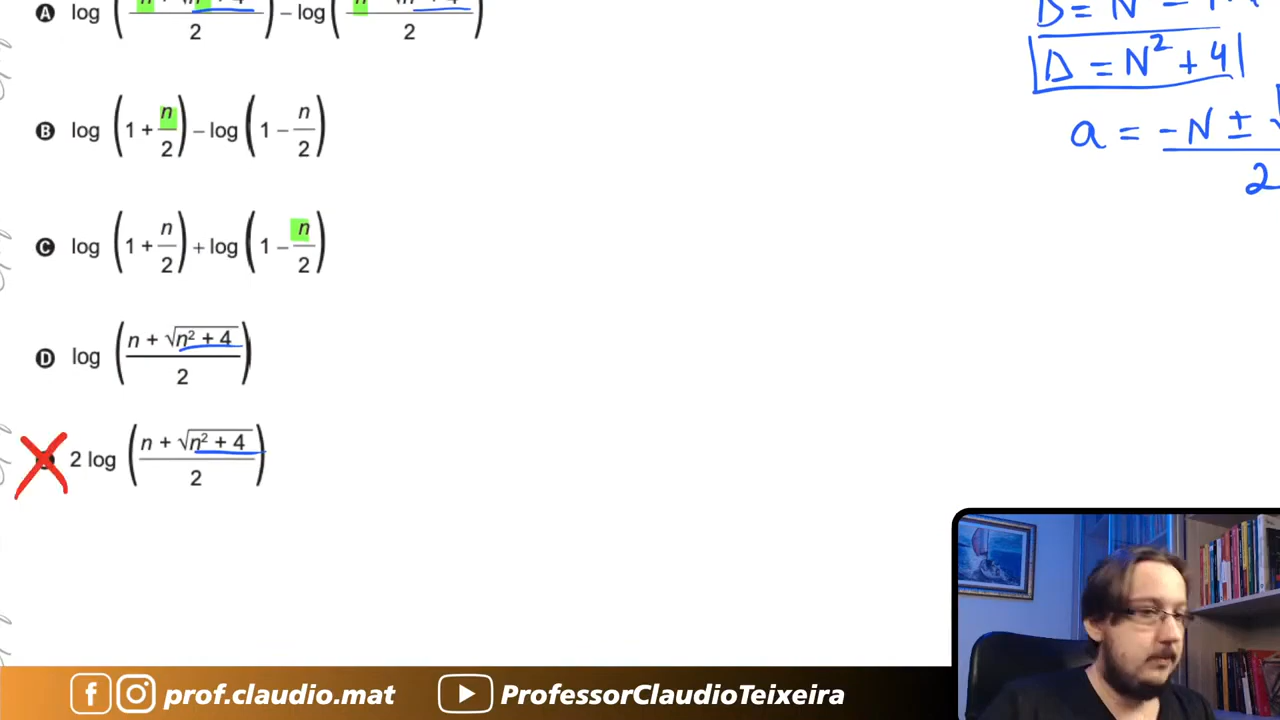 A log ( / 2 ) – log ( / 2 )
B log (1 + n/2) – log (1 – n/2)
C log (1 + n/2) + log (1 – n/2)
D log ((n + √(n² + 4))/2)
2 log ((n + √(n² + 4))/2)
Δ = N²
Δ = N² + 4
a = -N ± √
2
prof.claudio.mat
ProfessorClaudioTeixeira